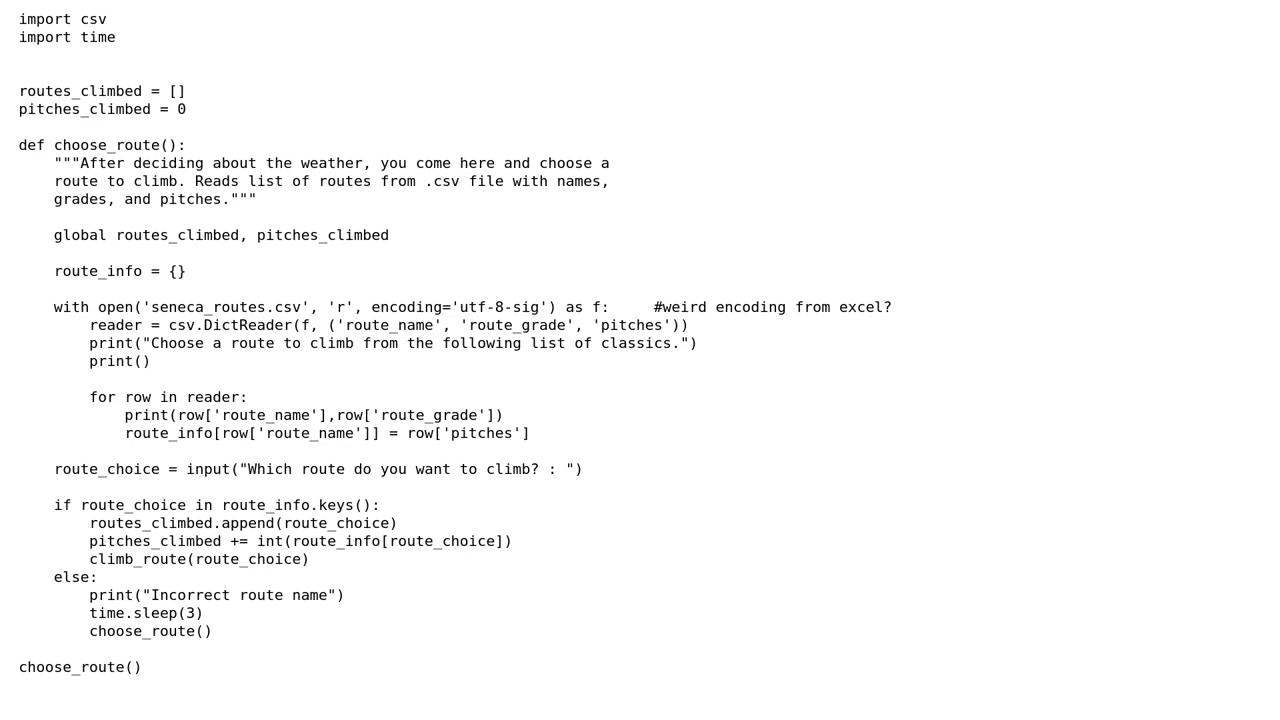 import csv
import time
routes_climbed = []
pitches_climbed = 0
def choose_route():
    """After deciding about the weather, you come here and choose a
    route to climb. Reads list of routes from .csv file with names,
    grades, and pitches."""
    global routes_climbed, pitches_climbed
    route_info = {}
    with open('seneca_routes.csv', 'r', encoding='utf-8-sig') as f:     #weird encoding from excel?
        reader = csv.DictReader(f, ('route_name', 'route_grade', 'pitches'))
        print("Choose a route to climb from the following list of classics.")
        print()
        for row in reader:
            print(row['route_name'],row['route_grade'])
            route_info[row['route_name']] = row['pitches']
    route_choice = input("Which route do you want to climb? : ")
    if route_choice in route_info.keys():
        routes_climbed.append(route_choice)
        pitches_climbed += int(route_info[route_choice])
        climb_route(route_choice)
    else:
        print("Incorrect route name")
        time.sleep(3)
        choose_route()
choose_route()